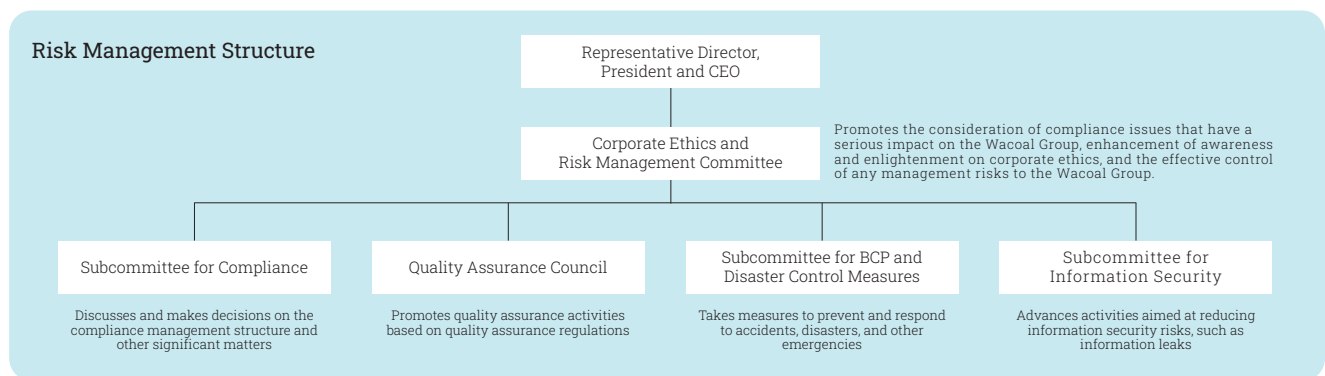 Risk Management Structure
Representative Director,
President and CEO
Corporate Ethics and
Risk Management Committee
Promotes the consideration of compliance issues that have a
serious impact on the Wacoal Group, enhancement of awareness
and enlightenment on corporate ethics, and the effective control
of any management risks to the Wacoal Group.
Subcommittee for Compliance
Discusses and makes decisions on the
compliance management structure and
other significant matters
Quality Assurance Council
Promotes quality assurance activities
based on quality assurance regulations
Subcommittee for BCP and
Disaster Control Measures
Takes measures to prevent and respond
to accidents, disasters, and other
emergencies
Subcommittee for
Information Security
Advances activities aimed at reducing
information security risks, such as
information leaks